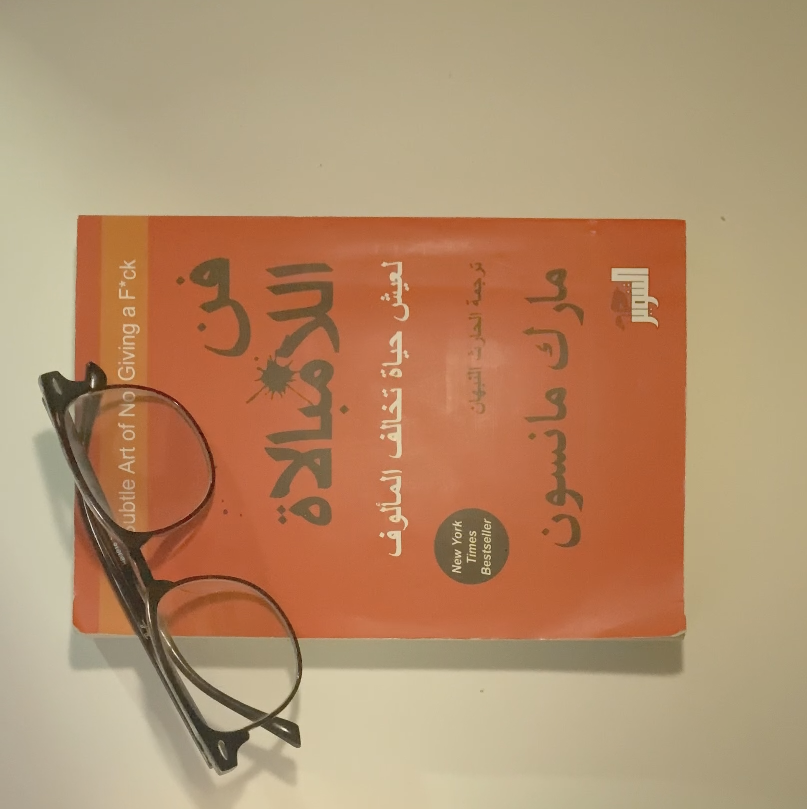 ubtle Art of No Giving a F*ck
فن
اللامبالاة
لعيش حياة تخالف المألوف
ترجمة الحارث النبهان
New York
Times
Bestseller
مارك مانسون
التنوير